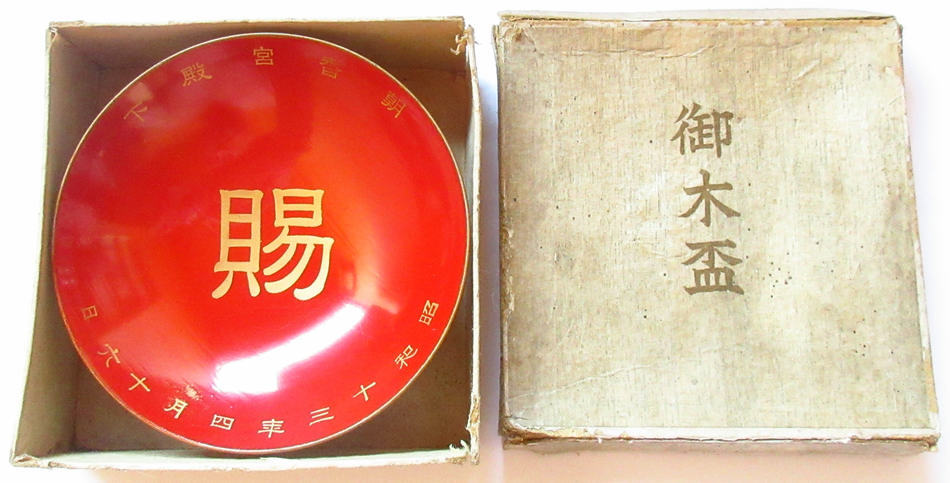 朝香宮殿下
賜
昭和十三年四月十六日
御木盃